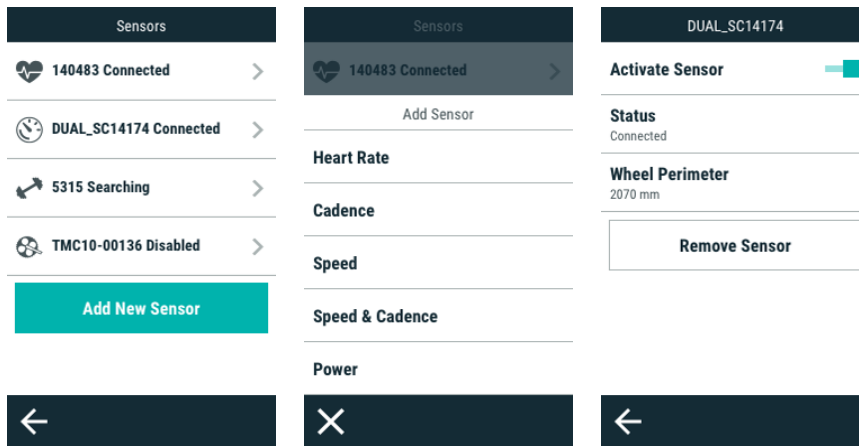 Sensors
140483 Connected
DUAL_SC14174 Connected
5315 Searching
TMC10-00136 Disabled
Add New Sensor
Sensors
140483 Connected
Add Sensor
Heart Rate
Cadence
Speed
Speed & Cadence
Power
DUAL_SC14174
Activate Sensor
Status
Connected
Wheel Perimeter
2070 mm
Remove Sensor